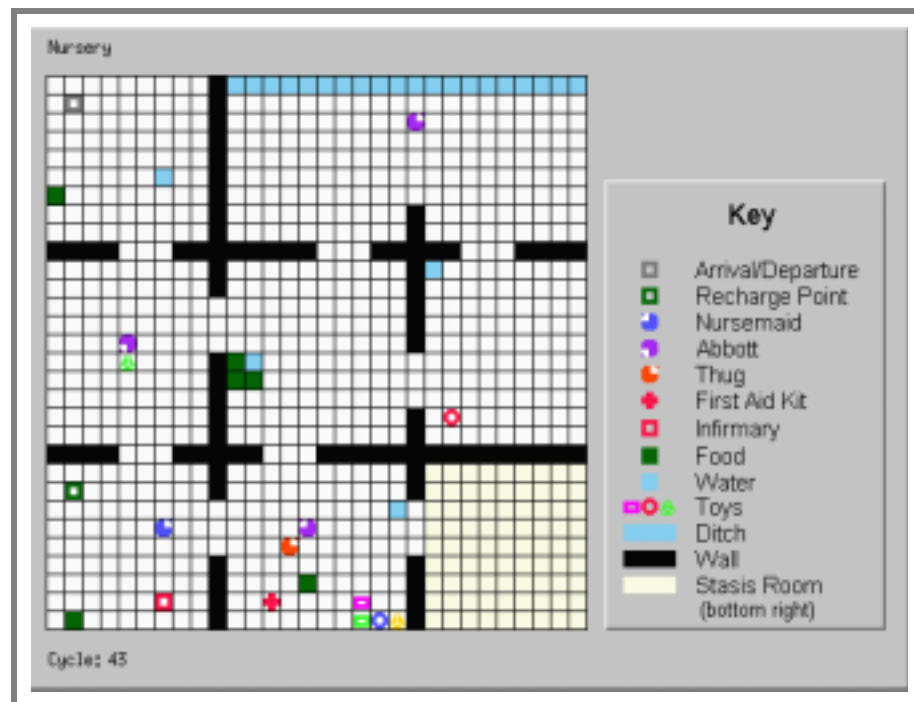 Nursery
Key
Arrival/Departure
Recharge Point
Nursemaid
Abbott
Thug
First Aid Kit
Infirmary
Food
Water
Toys
Ditch
Wall
Stasis Room
(bottom right)
Cycle: 43